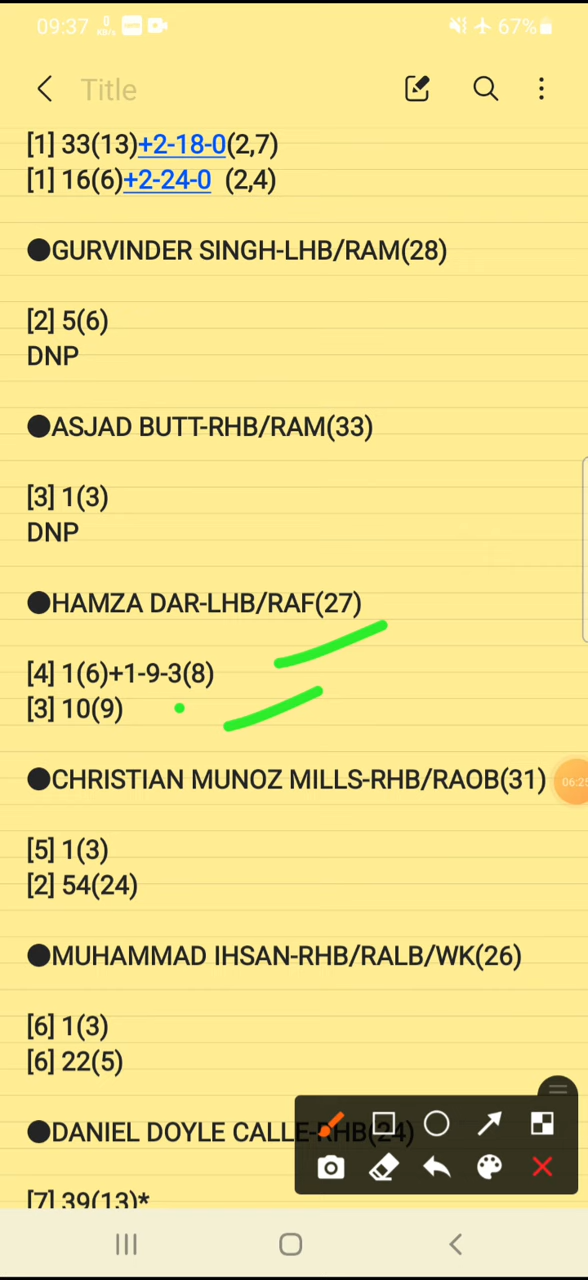 09:37
67%
Title
[1] 33(13)+2-18-0(2,7)
[1] 16(6)+2-24-0 (2,4)
●GURVINDER SINGH-LHB/RAM(28)
[2] 5(6)
DNP
●ASJAD BUTT-RHB/RAM(33)
[3] 1(3)
DNP
●HAMZA DAR-LHB/RAF(27)
[4] 1(6)+1-9-3(8)
[3] 10(9)
●CHRISTIAN MUNOZ MILLS-RHB/RAOB(31)
06:25
[5] 1(3)
[2] 54(24)
●MUHAMMAD IHSAN-RHB/RALB/WK(26)
[6] 1(3)
[6] 22(5)
●DANIEL DOYLE CALLE-RHB(24)
[7] 39(13)*